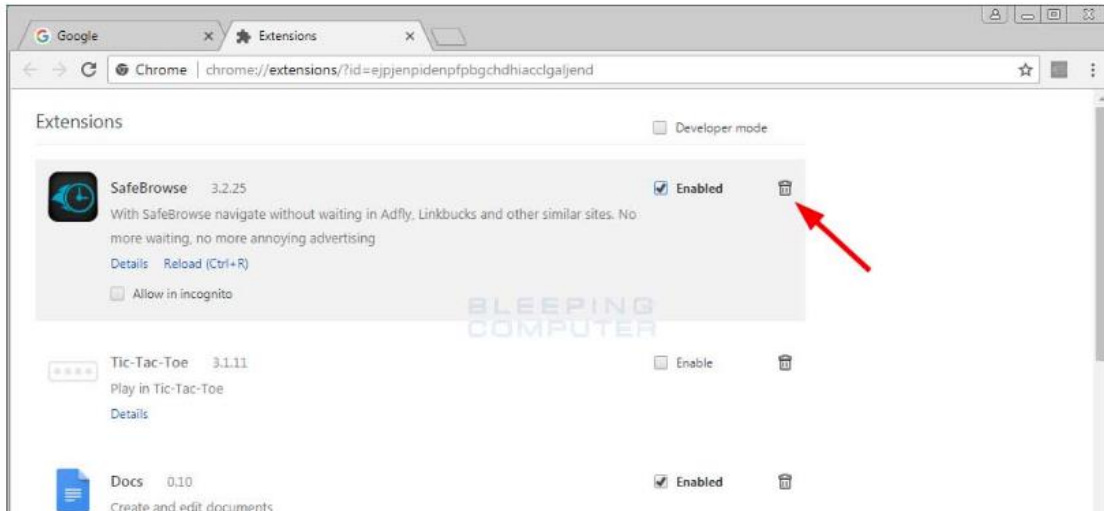 Google
Extensions
Chrome | chrome://extensions/?id=ejpjenpidenpfpbgchdhiacclgaljend
Extensions
Developer mode
SafeBrowse 3.2.25
Enabled
With SafeBrowse navigate without waiting in Adfly, Linkbucks and other similar sites. No
more waiting, no more annoying advertising
Details Reload (Ctrl+R)
Allow in incognito
BLEEPING
COMPUTER
Tic-Tac-Toe 3.1.11
Enable
Play in Tic-Tac-Toe
Details
Docs 0.10
Enabled
Create and edit documents